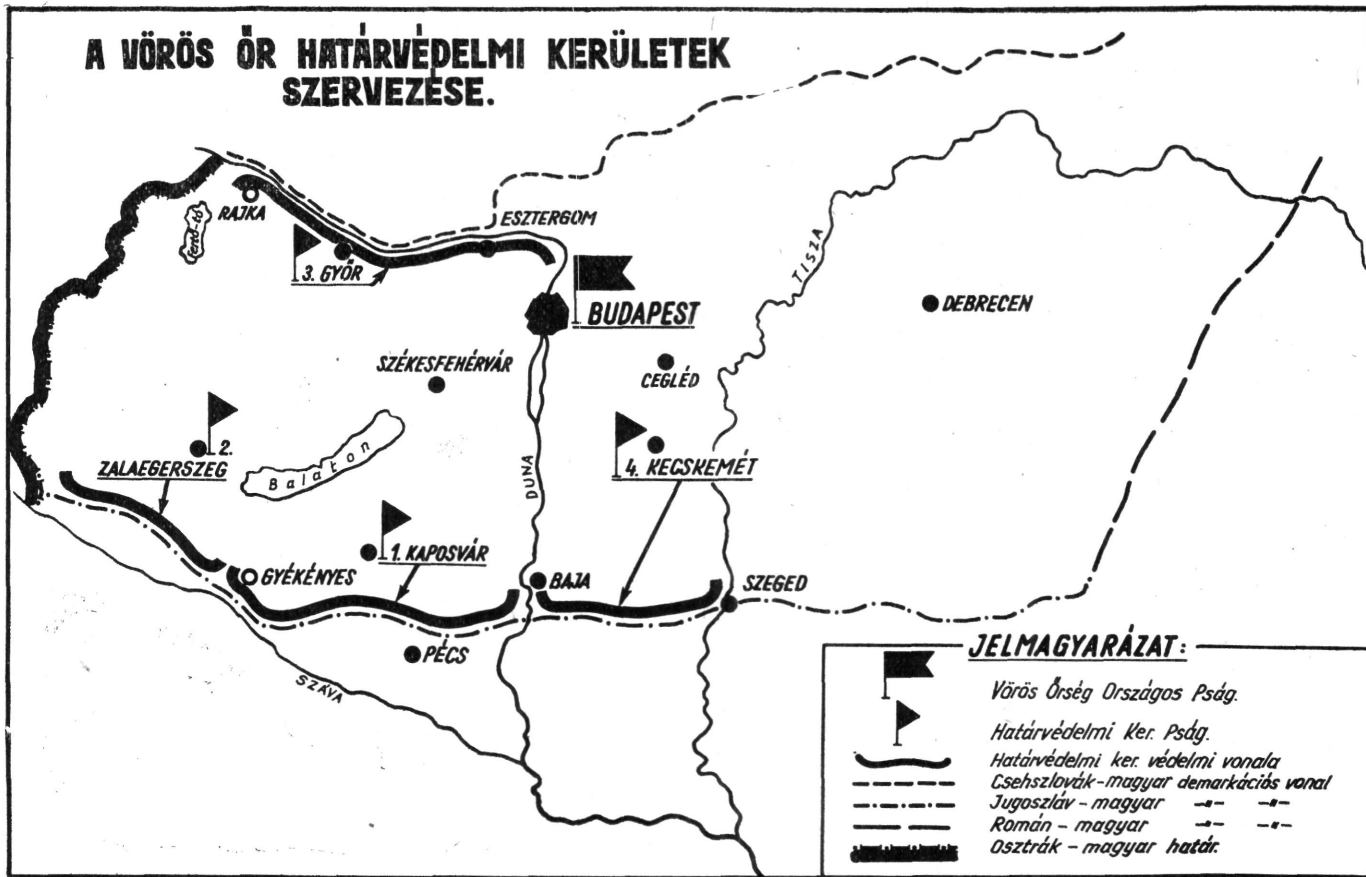 A VÖRÖS ŐR HATÁRVÉDELMI KERÜLETEK
SZERVEZÉSE.
RAJKA
Fertő-tó
3. GYŐR
ESZTERGOM
BUDAPEST
TISZA
DEBRECEN
SZÉKESFEHÉRVÁR
CEGLÉD
2.
ZALAEGERSZEG
Balaton
DUNA
4. KECSKEMÉT
1. KAPOSVÁR
GYÉKÉNYES
BAJA
SZEGED
PÉCS
SZÁVA
JELMAGYARÁZAT:
Vörös Őrség Országos Pság.
Határvédelmi Ker. Pság.
Határvédelmi ker. védelmi vonala
Csehszlovák-magyar demarkációs vonal
Jugoszláv - magyar -"- -"-
Román - magyar -"- -"-
Osztrák - magyar határ.